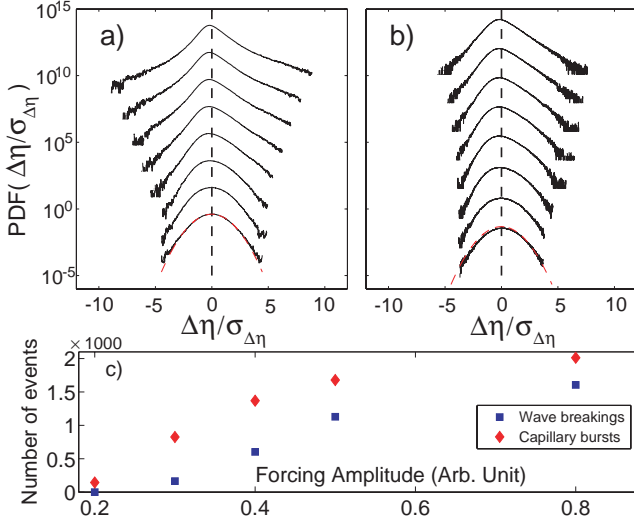 10^15
10^10
10^5
10^0
10^-5
PDF( Δη/σ_Δη )
a)
b)
-10 -5 0 5 10
-10 -5 0 5 10
Δη/σ_Δη
Δη/σ_Δη
× 1000
c)
2
1.5
1
0.5
0
Number of events
Wave breakings
Capillary bursts
Forcing Amplitude (Arb. Unit)
0.2 0.4 0.6 0.8